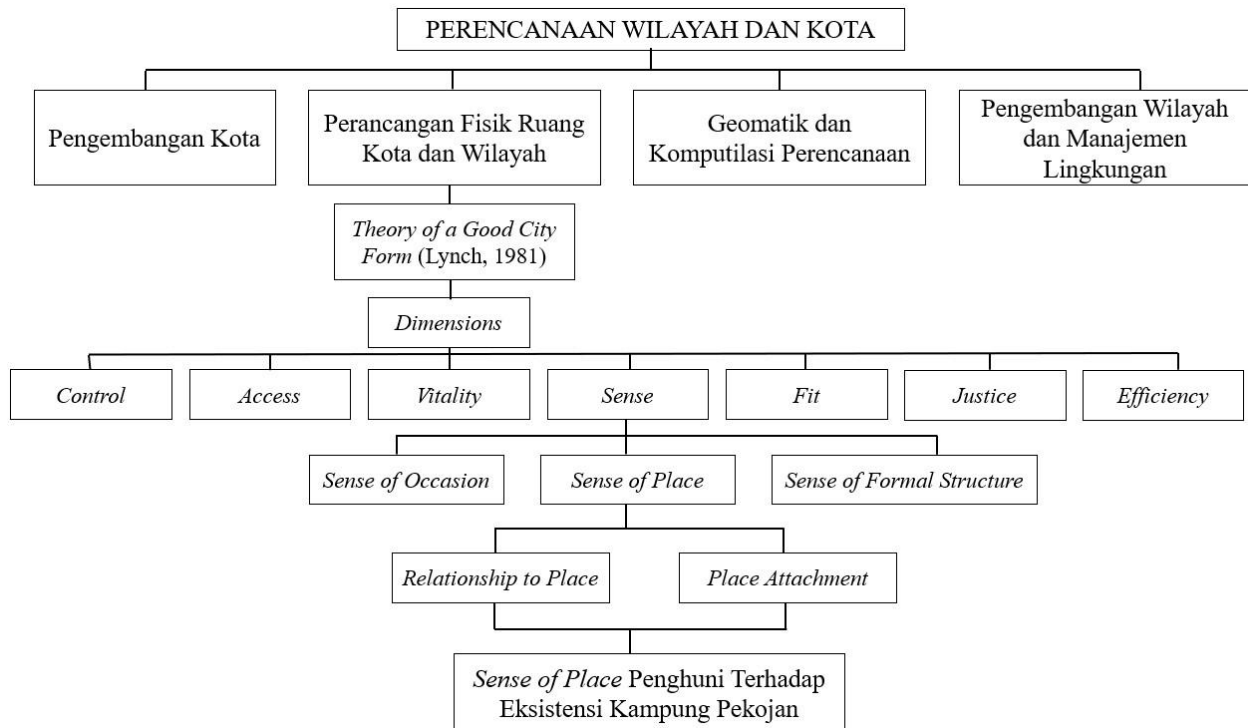 PERENCANAAN WILAYAH DAN KOTA
Pengembangan Kota
Perancangan Fisik Ruang
Kota dan Wilayah
Geomatik dan
Komputilasi Perencanaan
Pengembangan Wilayah
dan Manajemen
Lingkungan
Theory of a Good City
Form (Lynch, 1981)
Dimensions
Control
Access
Vitality
Sense
Fit
Justice
Efficiency
Sense of Occasion
Sense of Place
Sense of Formal Structure
Relationship to Place
Place Attachment
Sense of Place Penghuni Terhadap
Eksistensi Kampung Pekojan